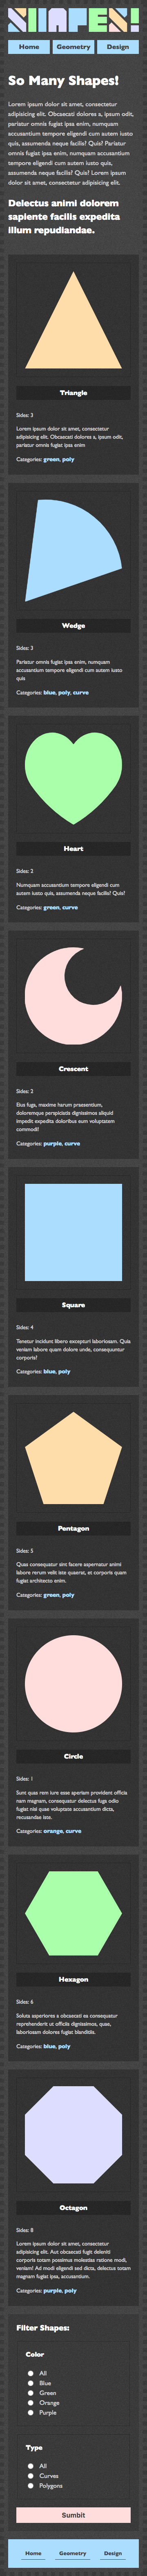 SHAPES!
Home Geometry Design
So Many Shapes!
Lorem ipsum dolor sit amet, consectetur
adipisicing elit. Obcaecati dolores a, ipsum odit,
pariatur omnis fugiat ipsa enim, numquam
accusantium tempore eligendi cum autem iusto
quis, assumenda neque facilis? Quis! Pariatur
omnis fugiat ipsa enim, numquam accusantium
tempore eligendi cum autem iusto quis,
assumenda neque facilis? Quis! Lorem ipsum
dolor sit amet, consectetur adipisicing elit.
Delectus animi dolorem
sapiente facilis expedita
illum repudiandae.
Triangle
Sides: 3
Lorem ipsum dolor sit amet, consectetur
adipisicing elit. Obcaecati dolores a, ipsum odit,
pariatur omnis fugiat ipsa enim
Categories: green, poly
Wedge
Sides: 3
Pariatur omnis fugiat ipsa enim, numquam
accusantium tempore eligendi cum autem iusto
quis
Categories: blue, poly, curve
Heart
Sides: 2
Numquam accusantium tempore eligendi cum
autem iusto quis, assumenda neque facilis? Quis!
Categories: green, curve
Crescent
Sides: 2
Eius fuga, maxime harum praesentium,
doloremque perspiciatis dignissimos aliquid
impedit expedita doloribus eum voluptatum
commodi!
Categories: purple, curve
Square
Sides: 4
Tenetur incidunt libero excepturi laboriosam. Quia
veniam labore quam dolore unde, consequuntur
corporis!
Categories: blue, poly
Pentagon
Sides: 5
Quae consequatur sint facere aspernatur animi
labore rerum velit iste quaerat, et corporis quam
fugiat architecto enim.
Categories: green, poly
Circle
Sides: 1
Sunt quas rem iure esse aperiam provident officia
nam magnam, consequatur delectus fuga odio
fugiat nisi quae voluptate accusantium dicta,
recusandae iste.
Categories: orange, curve
Hexagon
Sides: 6
Soluta asperiores a obcaecati ea consequatur
reprehenderit ut officiis dignissimos, quae,
laboriosam dolores fugiat blanditiis.
Categories: blue, poly
Octagon
Sides: 8
Lorem ipsum dolor sit amet, consectetur
adipisicing elit. Aut obcaecati fugit deleniti
corporis totam possimus molestias ratione modi,
veniam! Ad modi eligendi sed dicta, delectus totam
magnam fugiat ipsa, accusantium.
Categories: purple, poly
Filter Shapes:
Color
All
Blue
Green
Orange
Purple
Type
All
Curves
Polygons
Sumbit
Home Geometry Design